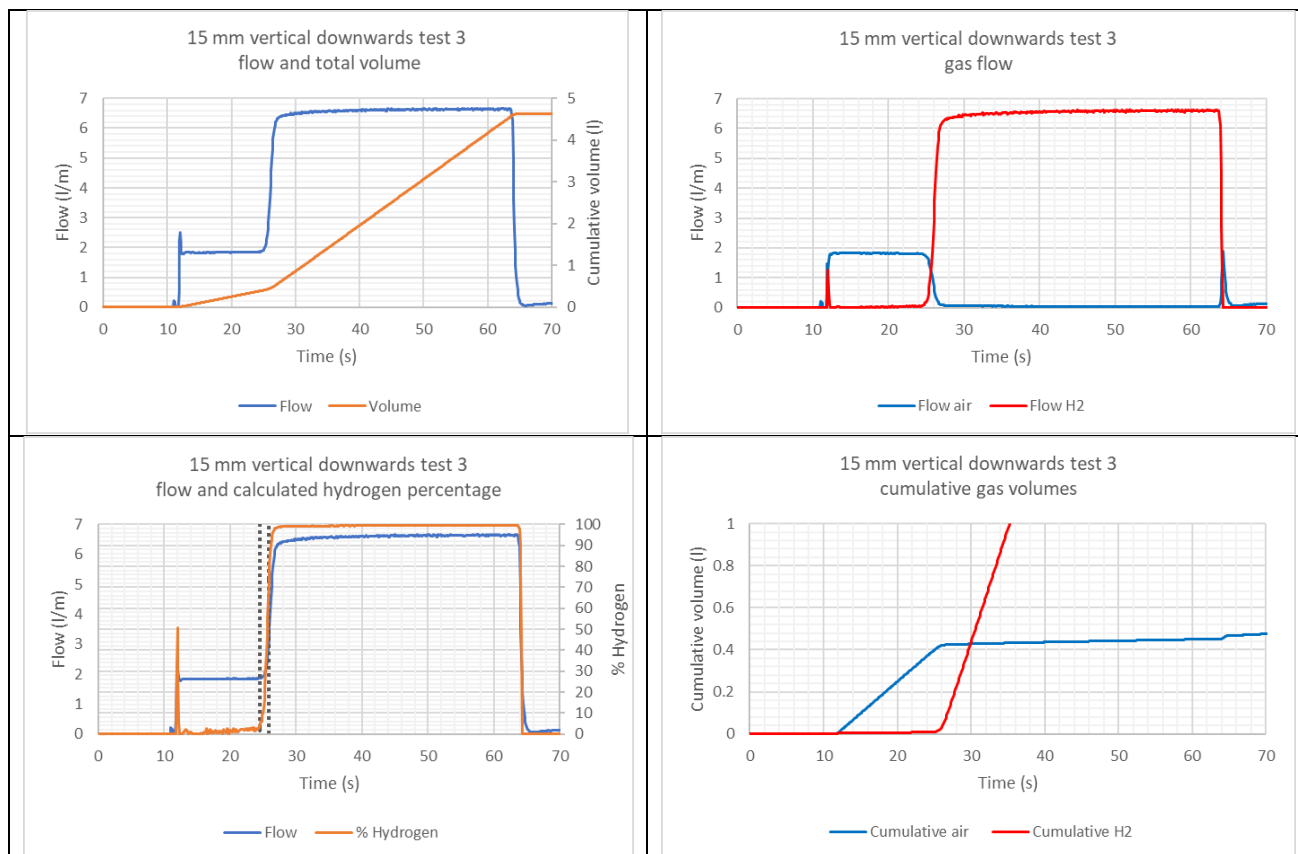 15 mm vertical downwards test 3
flow and total volume
7
6
5
4
3
2
1
0
Flow (l/m)
5
4
3
2
1
0
Cumulative volume (l)
0 10 20 30 40 50 60 70
Time (s)
Flow Volume
15 mm vertical downwards test 3
gas flow
7
6
5
4
3
2
1
0
Flow (l/m)
0 10 20 30 40 50 60 70
Time (s)
Flow air Flow H2
15 mm vertical downwards test 3
flow and calculated hydrogen percentage
7
6
5
4
3
2
1
0
Flow (l/m)
100
90
80
70
60
50
40
30
20
10
0
% Hydrogen
0 10 20 30 40 50 60 70
Time (s)
Flow % Hydrogen
15 mm vertical downwards test 3
cumulative gas volumes
1
0.8
0.6
0.4
0.2
0
Cumulative volume (l)
0 10 20 30 40 50 60 70
Time (s)
Cumulative air Cumulative H2